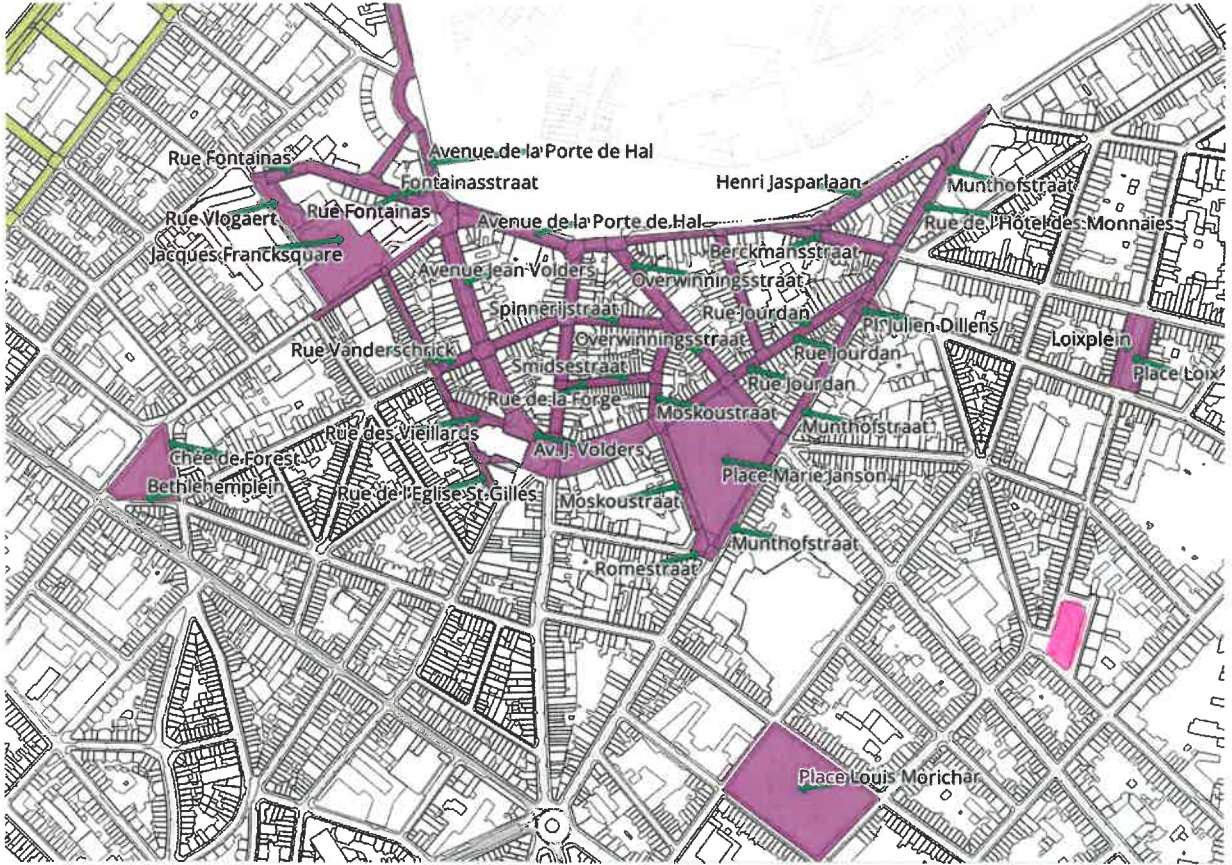 Avenue de la Porte de Hal
Rue Fontainas
Fontainasstraat
Henri Jasparlaan
Munthofstraat
Rue Vlogaert
Rue Fontainas
Avenue de la Porte de Hal
Rue de l'Hôtel des Monnaies
Jacques Francksquare
Berckmansstraat
Avenue Jean Volders
Overwinningsstraat
Spinnerijstraat
Rue Jourdan
Pl. Julien Dillens
Overwinningsstraat
Loixplein
Rue Vanderschrick
Rue Jourdan
Smidsestraat
Place Loix
Rue Jourdan
Rue de la Forge
Moskoustraat
Munthofstraat
Rue des Vieillards
Av. J. Volders
Chée de Forest
Place Marie Janson
Bethlehemplein
Rue de l'Eglise St-Gilles
Moskoustraat
Munthofstraat
Romestraat
Place Louis Morichar